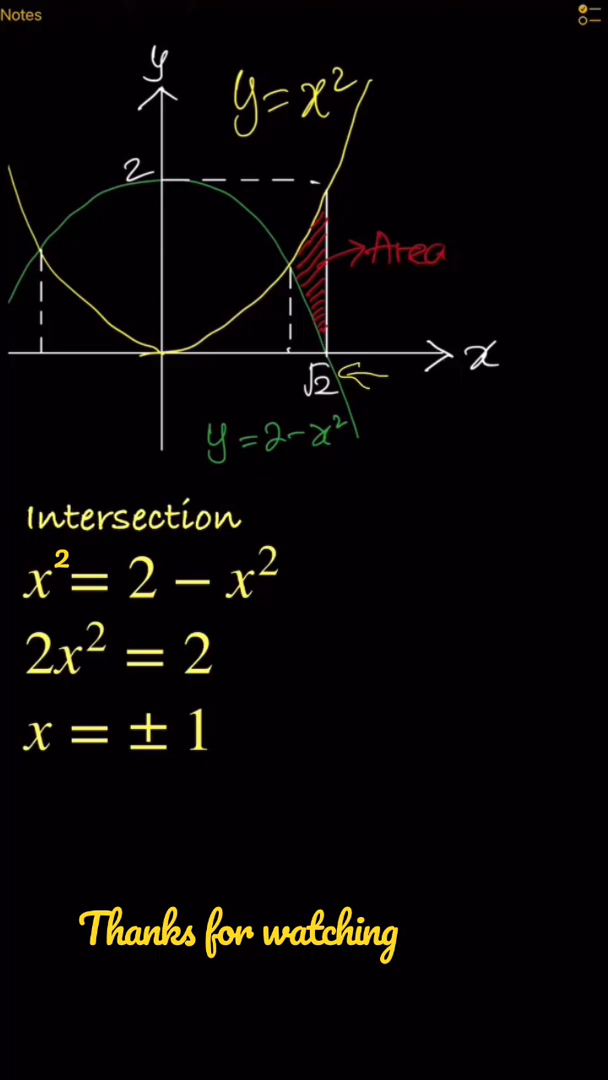 Notes
y
y = x²
2
Area
x
√2
y = 2 - x²
Intersection
x² = 2 − x²
2x² = 2
x = ± 1
Thanks for watching